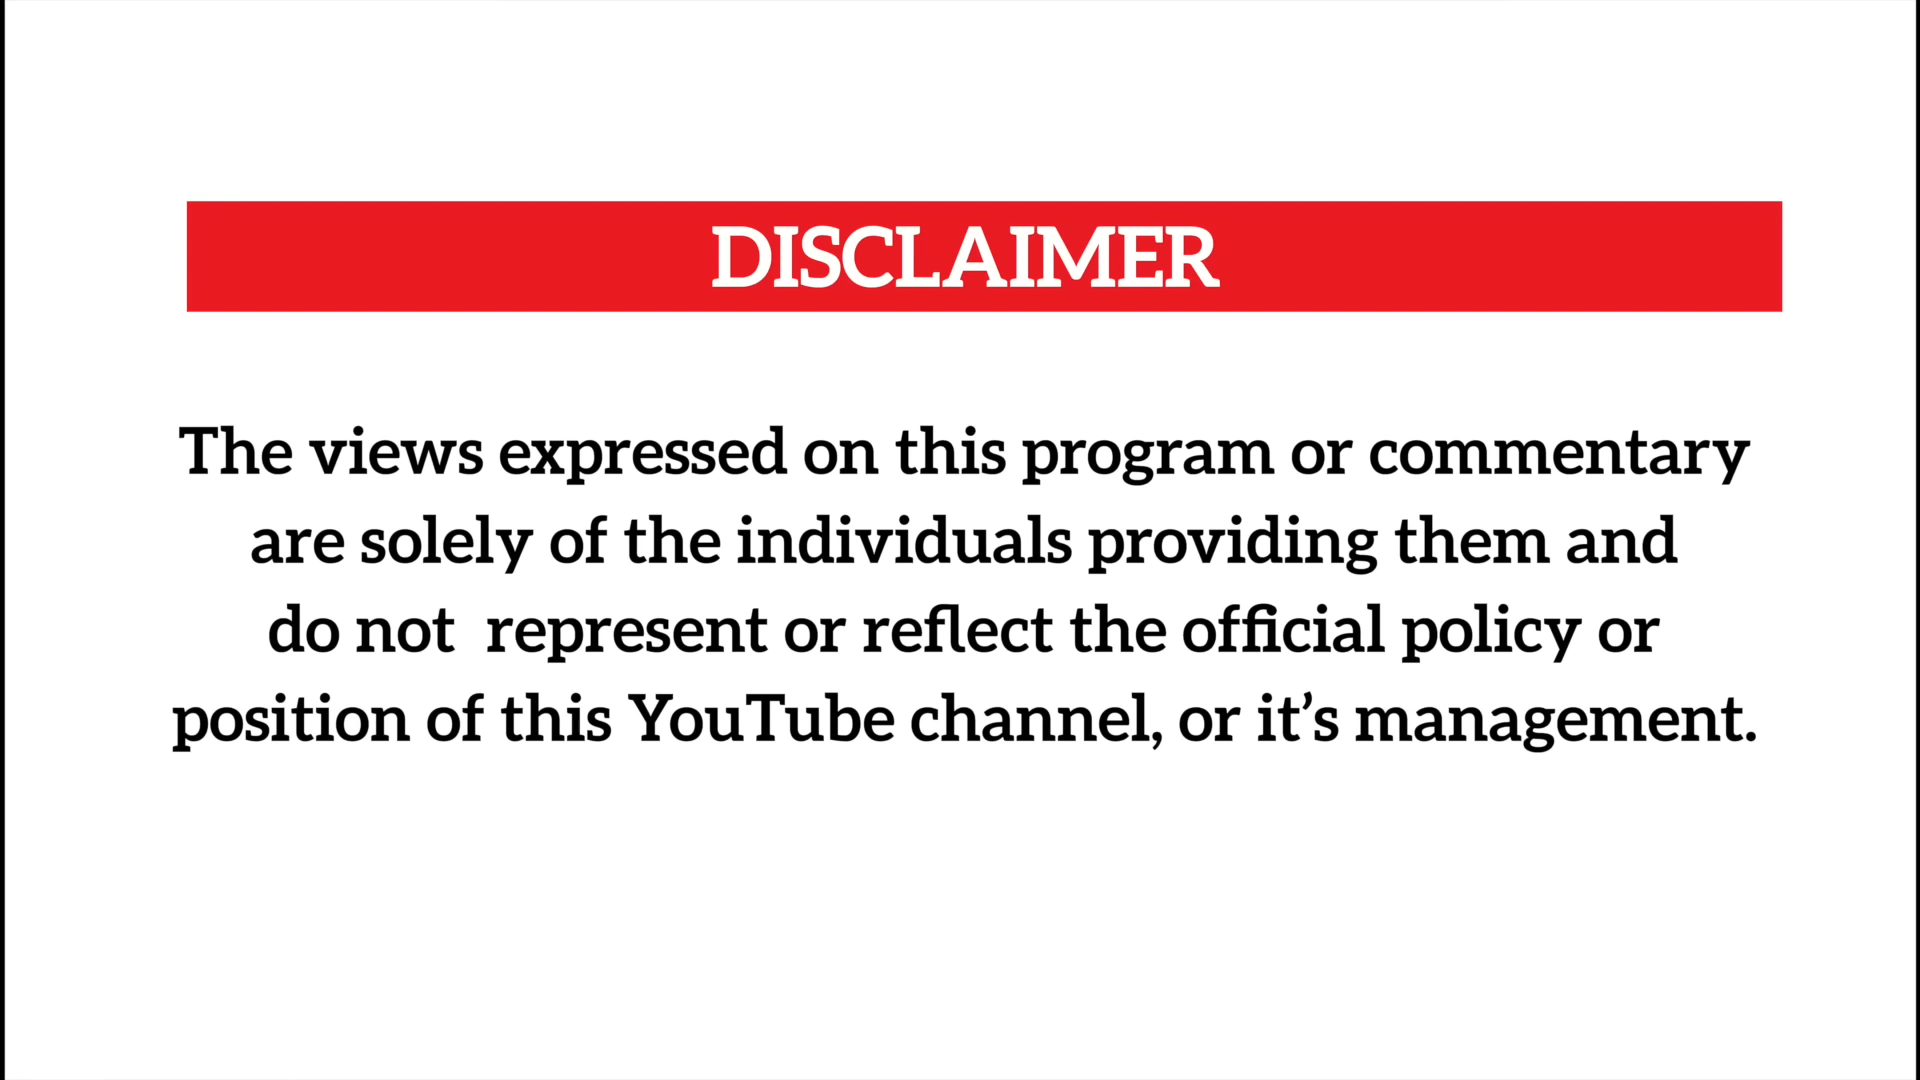 DISCLAIMER
The views expressed on this program or commentary
are solely of the individuals providing them and
do not  represent or reflect the official policy or
position of this YouTube channel, or it’s management.